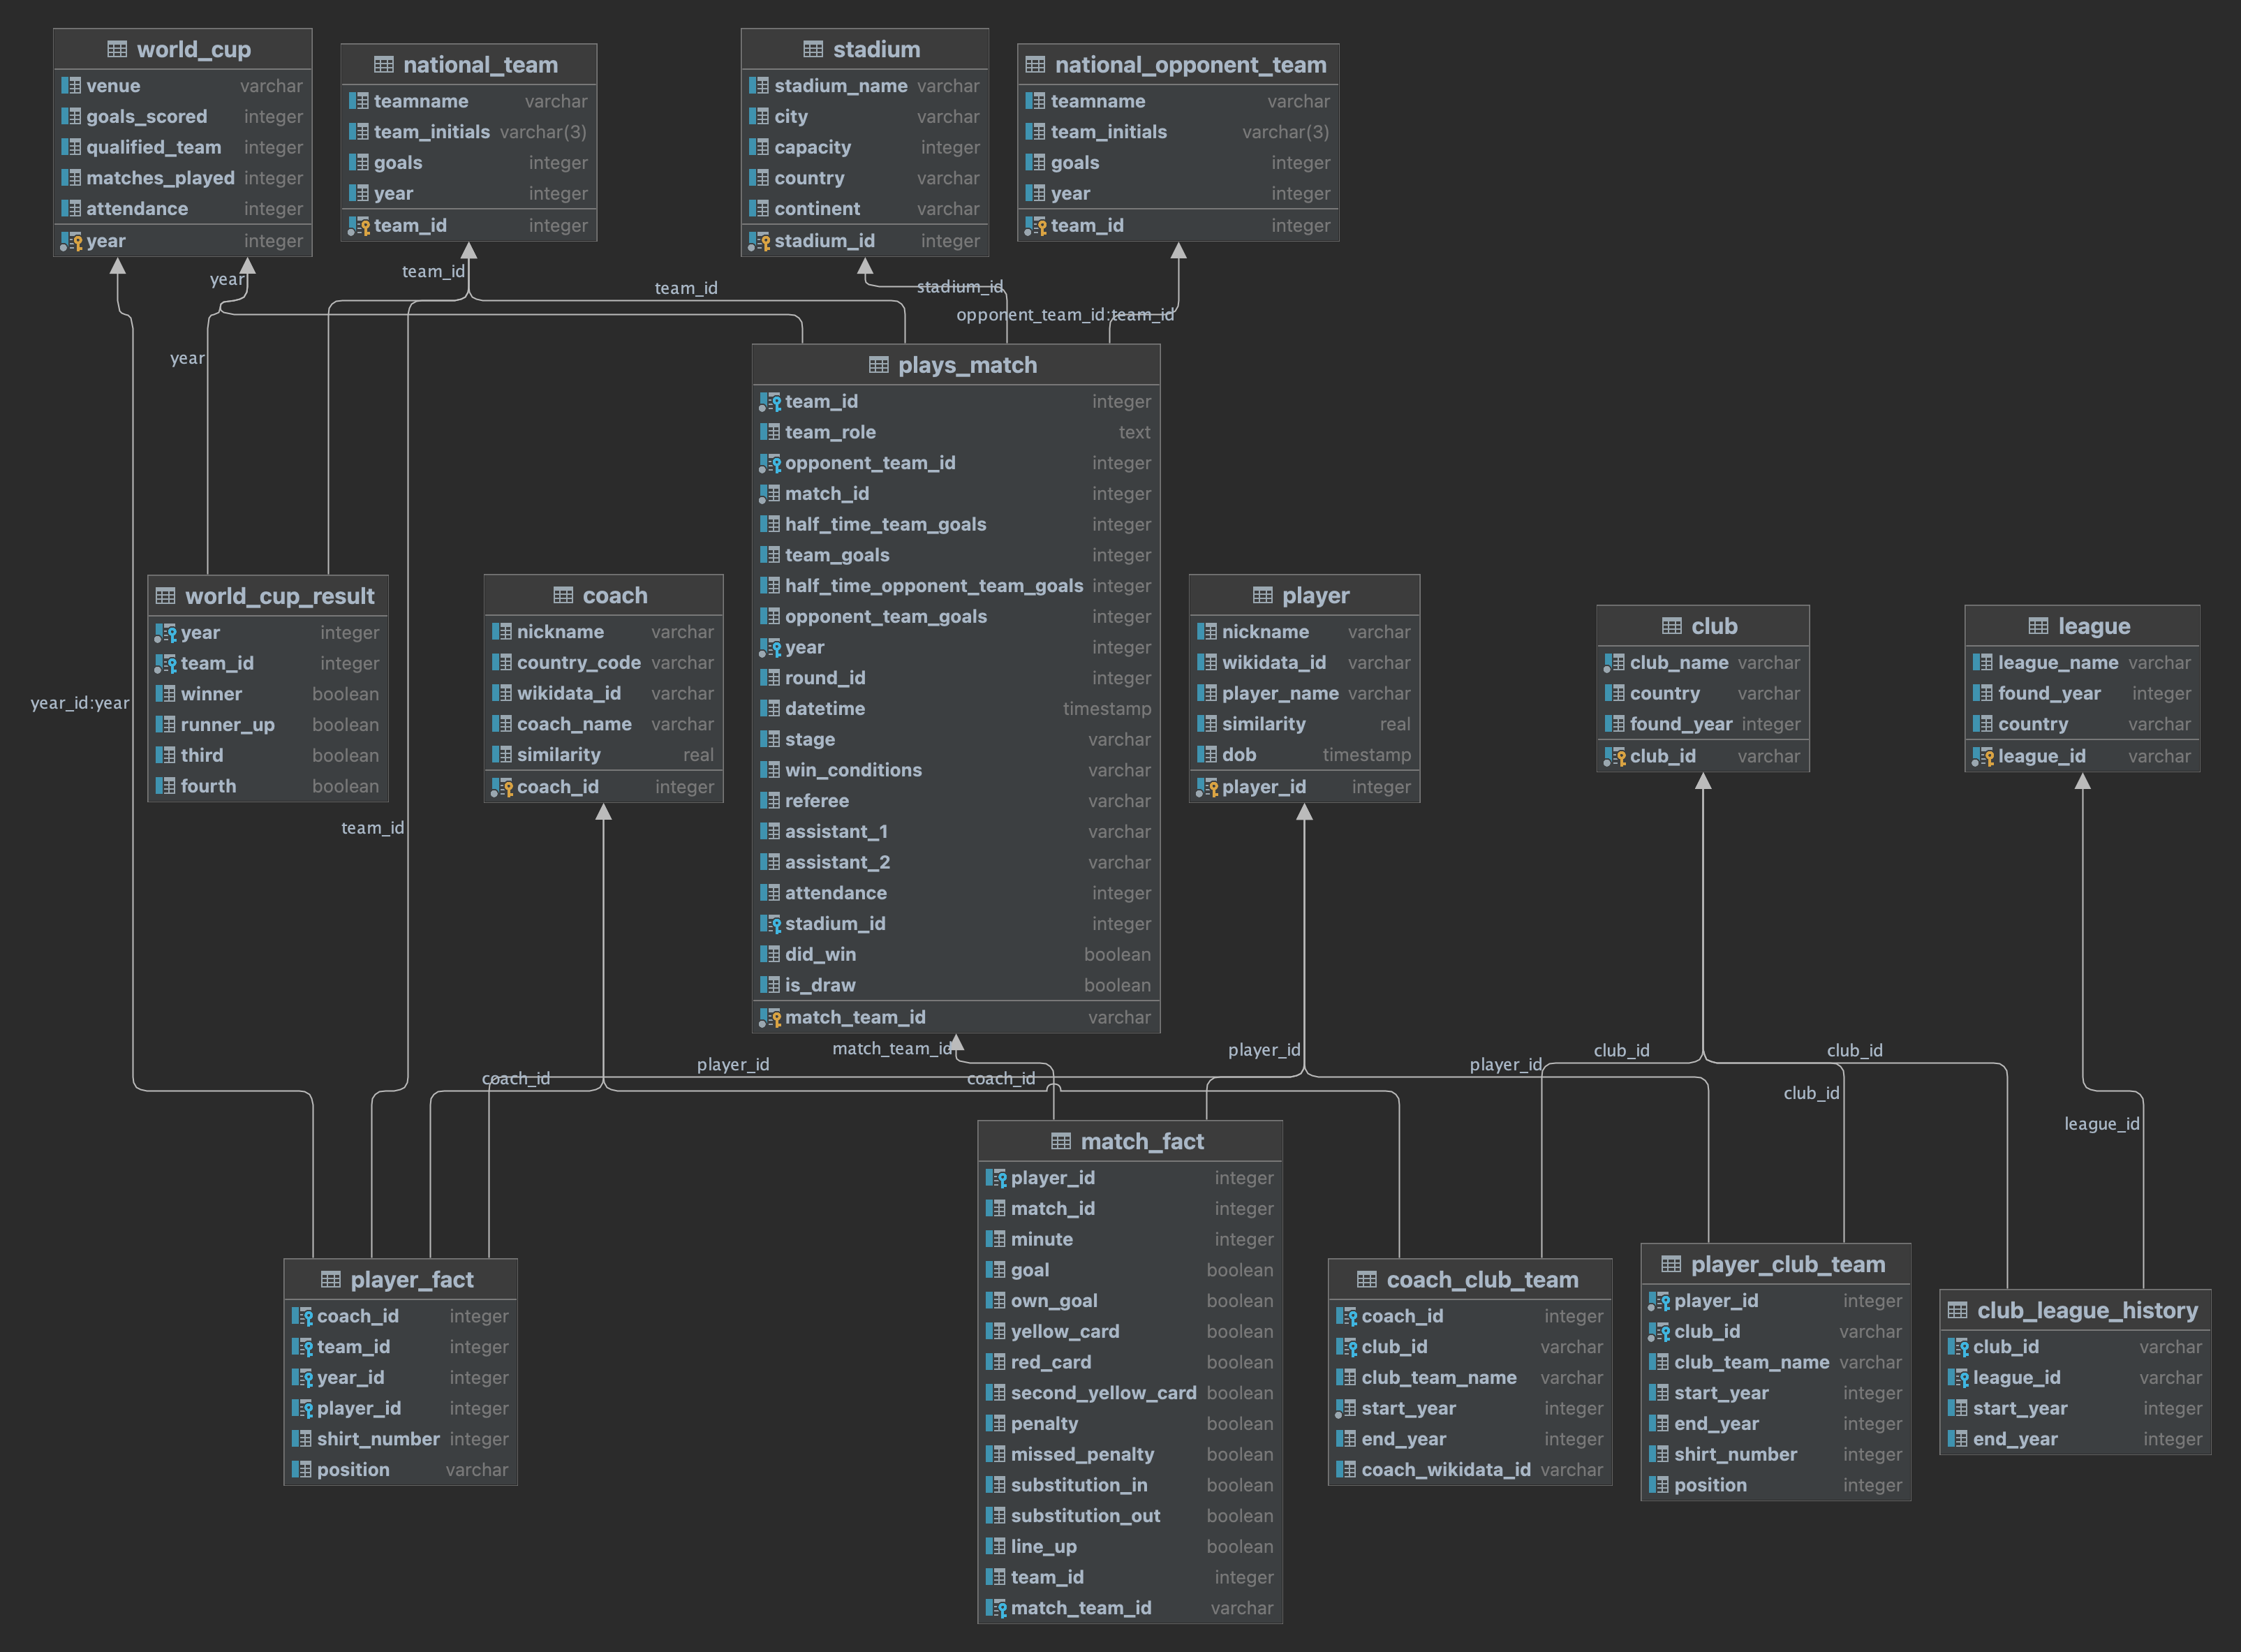 world_cup
venue varchar
goals_scored integer
qualified_team integer
matches_played integer
attendance integer
year integer
national_team
teamname varchar
team_initials varchar(3)
goals integer
year integer
team_id integer
stadium
stadium_name varchar
city varchar
capacity integer
country varchar
continent varchar
stadium_id integer
national_opponent_team
teamname varchar
team_initials varchar(3)
goals integer
year integer
team_id integer
year
team_id
team_id
stadium_id
opponent_team_id:team_id
year
plays_match
team_id integer
team_role text
opponent_team_id integer
match_id integer
half_time_team_goals integer
team_goals integer
half_time_opponent_team_goals integer
opponent_team_goals integer
year integer
round_id integer
datetime timestamp
stage varchar
win_conditions varchar
referee varchar
assistant_1 varchar
assistant_2 varchar
attendance integer
stadium_id integer
did_win boolean
is_draw boolean
match_team_id varchar
world_cup_result
year integer
team_id integer
winner boolean
runner_up boolean
third boolean
fourth boolean
coach
nickname varchar
country_code varchar
wikidata_id varchar
coach_name varchar
similarity real
coach_id integer
player
nickname varchar
wikidata_id varchar
player_name varchar
similarity real
dob timestamp
player_id integer
club
club_name varchar
country varchar
found_year integer
club_id varchar
league
league_name varchar
found_year integer
country varchar
league_id varchar
year_id:year
team_id
match_team_id
player_id
club_id
club_id
coach_id
player_id
coach_id
player_id
club_id
league_id
player_fact
coach_id integer
team_id integer
year_id integer
player_id integer
shirt_number integer
position varchar
match_fact
player_id integer
match_id integer
minute integer
goal boolean
own_goal boolean
yellow_card boolean
red_card boolean
second_yellow_card boolean
penalty boolean
missed_penalty boolean
substitution_in boolean
substitution_out boolean
line_up boolean
team_id integer
match_team_id varchar
coach_club_team
coach_id integer
club_id varchar
club_team_name varchar
start_year integer
end_year integer
coach_wikidata_id varchar
player_club_team
player_id integer
club_id varchar
club_team_name varchar
start_year integer
end_year integer
shirt_number integer
position integer
club_league_history
club_id varchar
league_id varchar
start_year integer
end_year integer